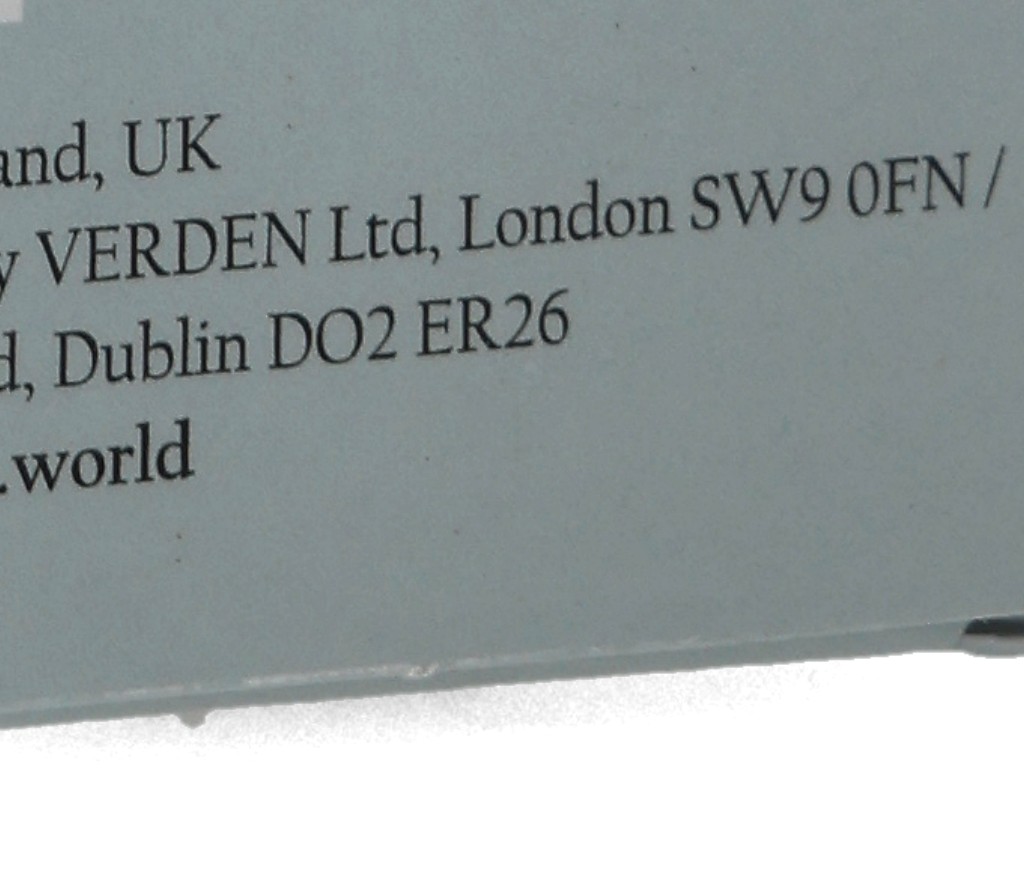 and, UK
y VERDEN Ltd, London SW9 0FN /
d, Dublin DO2 ER26
.world